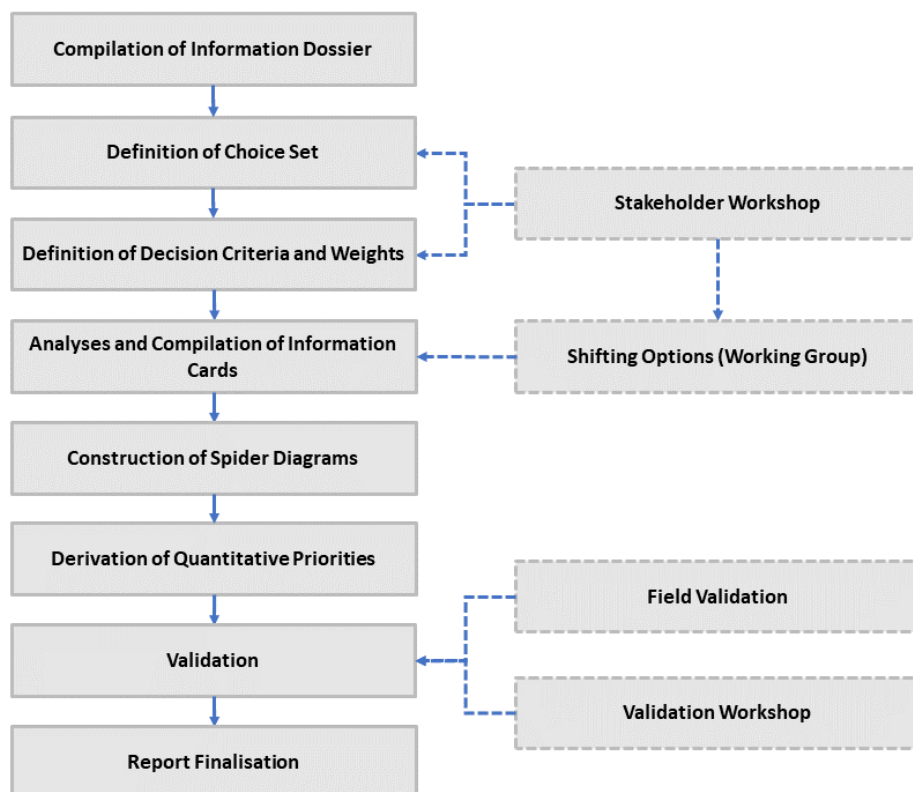 Compilation of Information Dossier
Definition of Choice Set
Stakeholder Workshop
Definition of Decision Criteria and Weights
Analyses and Compilation of Information
Cards
Shifting Options (Working Group)
Construction of Spider Diagrams
Derivation of Quantitative Priorities
Field Validation
Validation
Validation Workshop
Report Finalisation